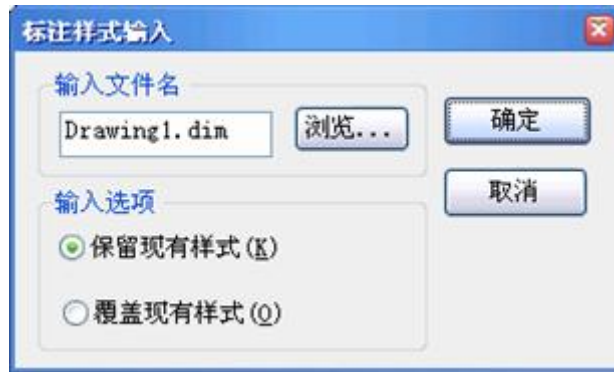 标注样式输入
输入文件名
Drawing1.dim
浏览...
确定
取消
输入选项
保留现有样式(K)
覆盖现有样式(O)